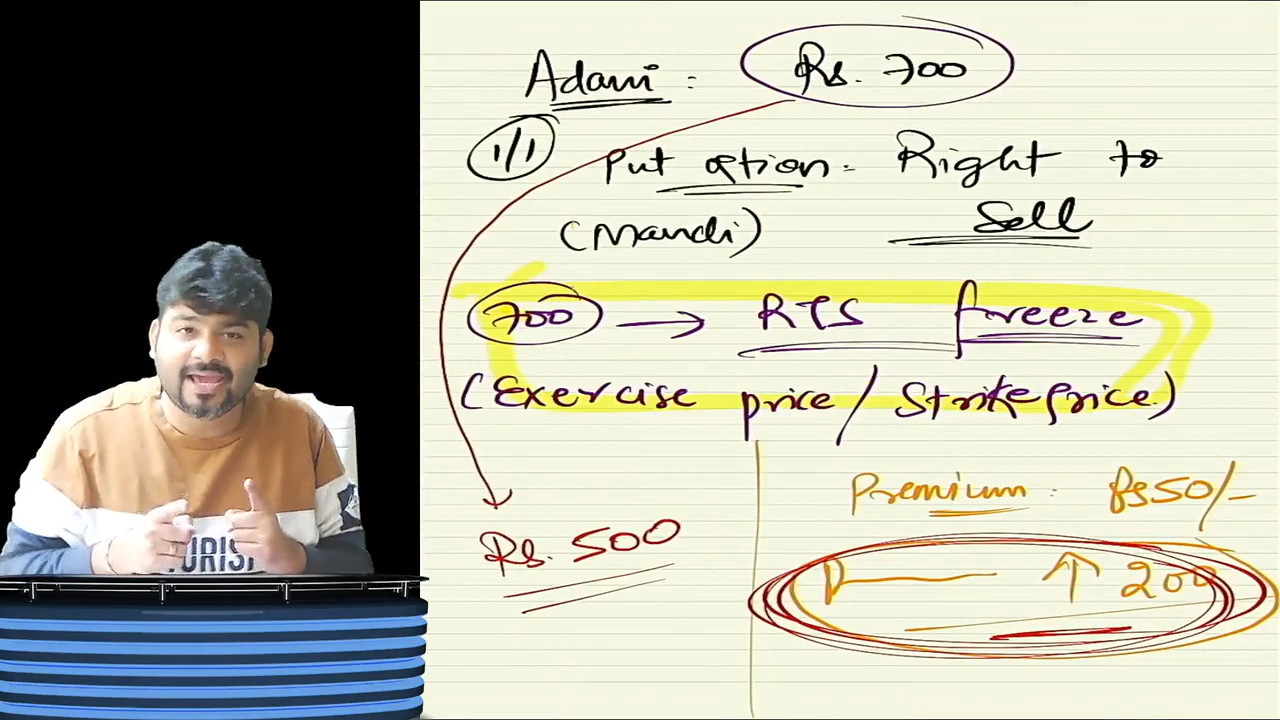 Adani : Rs. 700
1/1 Put option = Right to
(Mandi) Sell
700 → RTS freeze
(Exercise price / Strike price)
Premium : Rs 50/-
Rs. 500
P ↑ 200
URIS